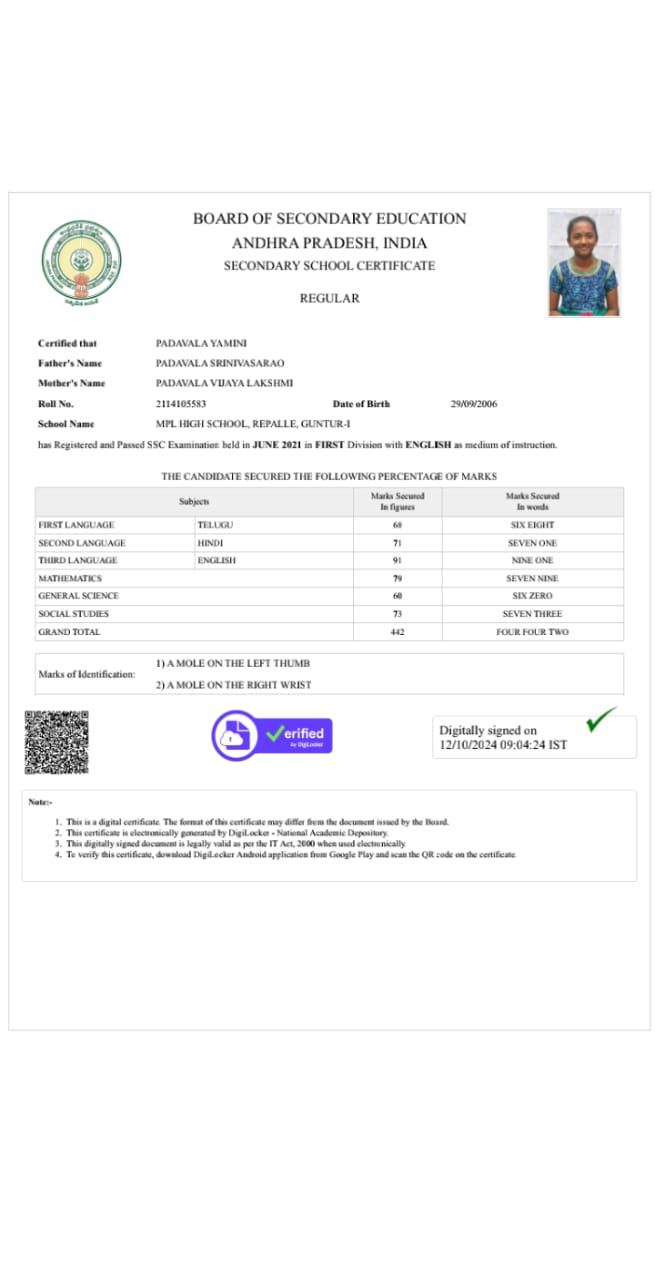 BOARD OF SECONDARY EDUCATION
ANDHRA PRADESH, INDIA
SECONDARY SCHOOL CERTIFICATE
REGULAR
Certified that PADAVALA YAMINI
Father's Name PADAVALA SRINIVASARAO
Mother's Name PADAVALA VIJAYA LAKSHMI
Roll No. 2114105583 Date of Birth 29/09/2006
School Name MPL HIGH SCHOOL, REPALLE, GUNTUR-I
has Registered and Passed SSC Examination held in JUNE 2021 in FIRST Division with ENGLISH as medium of instruction.
THE CANDIDATE SECURED THE FOLLOWING PERCENTAGE OF MARKS
Subjects Marks Secured In figures Marks Secured In words
FIRST LANGUAGE TELUGU 68 SIX EIGHT
SECOND LANGUAGE HINDI 71 SEVEN ONE
THIRD LANGUAGE ENGLISH 91 NINE ONE
MATHEMATICS 79 SEVEN NINE
GENERAL SCIENCE 60 SIX ZERO
SOCIAL STUDIES 73 SEVEN THREE
GRAND TOTAL 442 FOUR FOUR TWO
Marks of Identification:
1) A MOLE ON THE LEFT THUMB
2) A MOLE ON THE RIGHT WRIST
Verified
by DigiLocker
Digitally signed on
12/10/2024 09:04:24 IST
Note:-
1. This is a digital certificate. The format of this certificate may differ from the document issued by the Board.
2. This certificate is electronically generated by DigiLocker - National Academic Depository.
3. This digitally signed document is legally valid as per the IT Act, 2000 when used electronically.
4. To verify this certificate, download DigiLocker Android application from Google Play and scan the QR code on the certificate